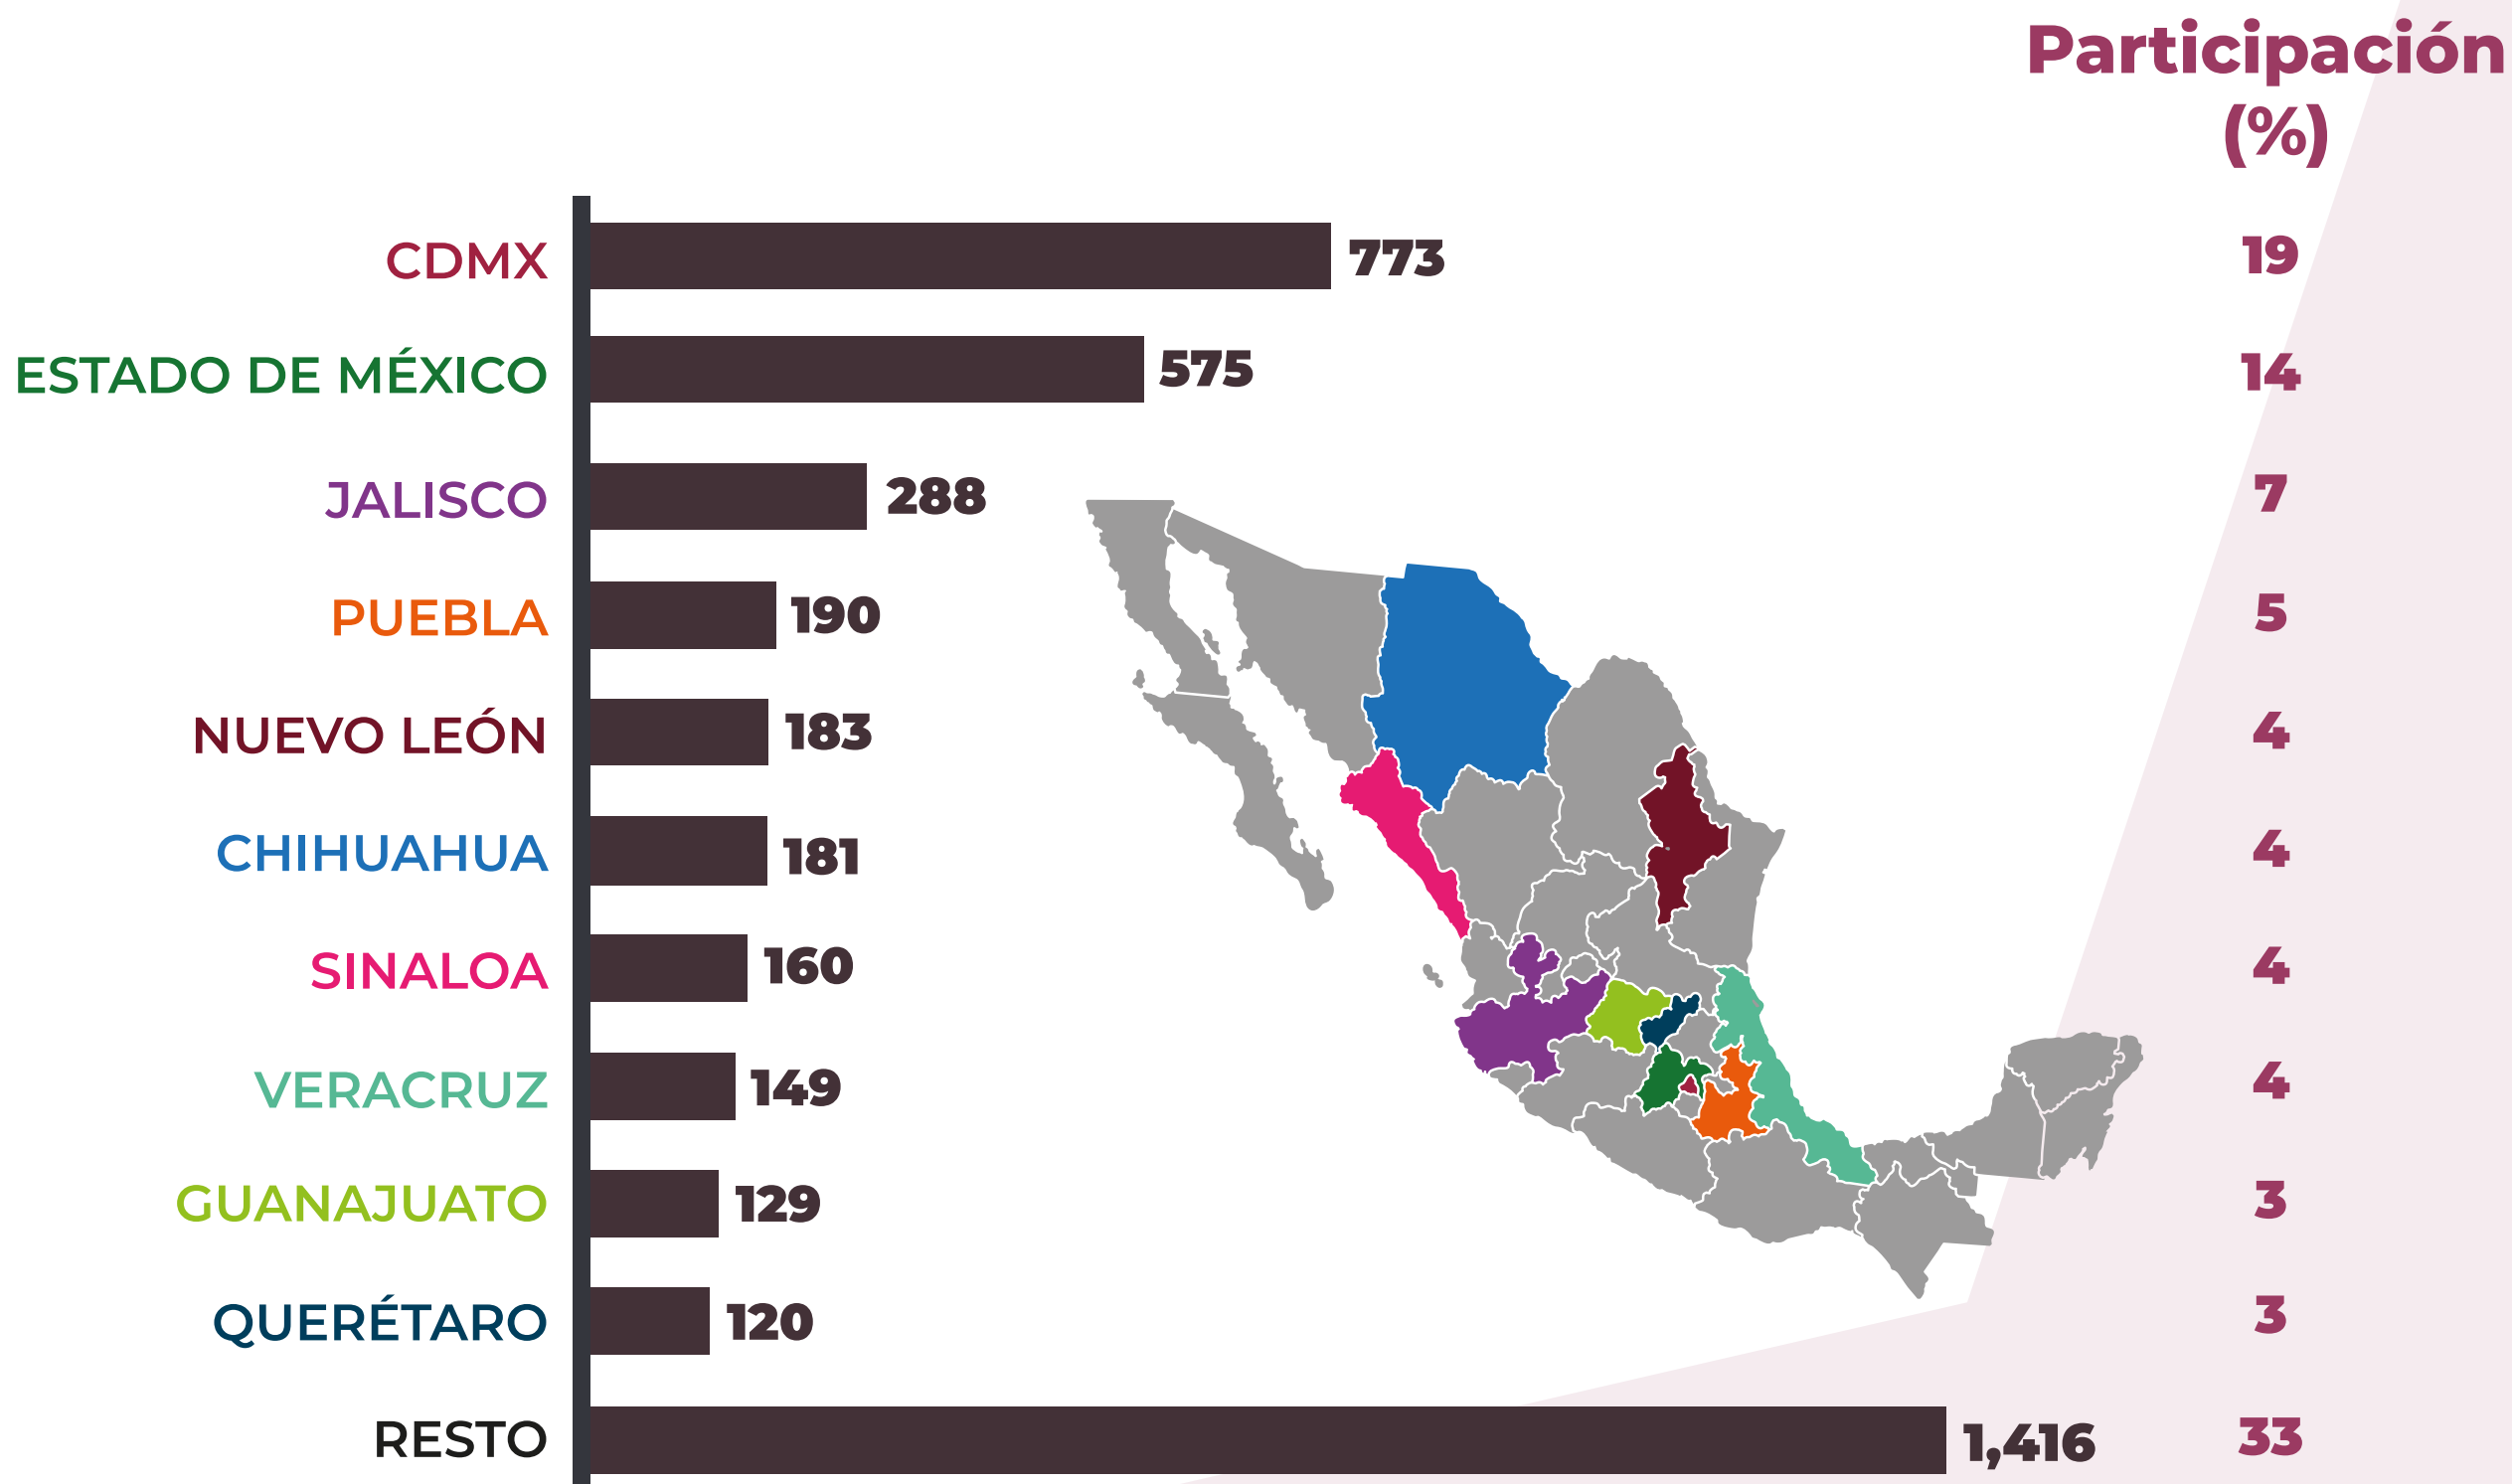 Participación
(%)
CDMX 773 19
ESTADO DE MÉXICO 575 14
JALISCO 288 7
PUEBLA 190 5
NUEVO LEÓN 183 4
CHIHUAHUA 181 4
SINALOA 160 4
VERACRUZ 149 4
GUANAJUATO 129 3
QUERÉTARO 120 3
RESTO 1,416 33